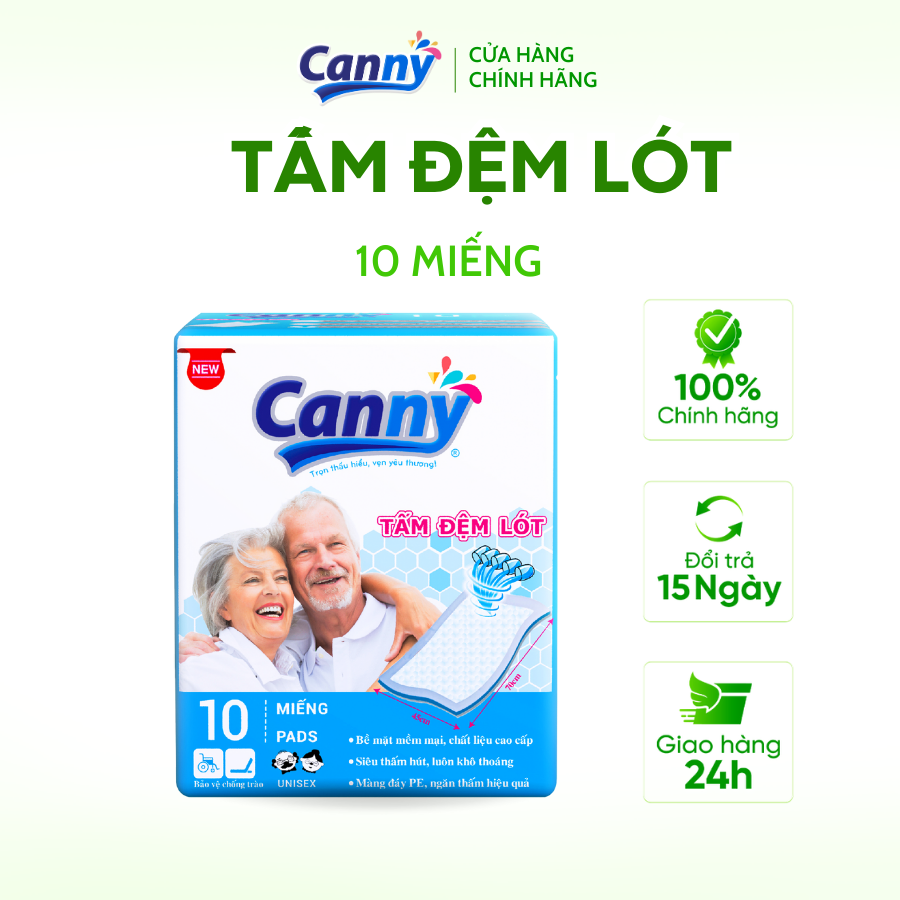 Canny
CỬA HÀNG
CHÍNH HÃNG
TẤM ĐỆM LÓT
10 MIẾNG
NEW
Canny
®
Trọn thấu hiểu, vẹn yêu thương!
TẤM ĐỆM LÓT
70cm
45cm
10
MIẾNG
PADS
UNISEX
Bảo vệ chống trào
• Bề mặt mềm mại, chất liệu cao cấp
• Siêu thấm hút, luôn khô thoáng
• Màng đáy PE, ngăn thấm hiệu quả
100%
Chính hãng
Đổi trả
15 Ngày
Giao hàng
24h